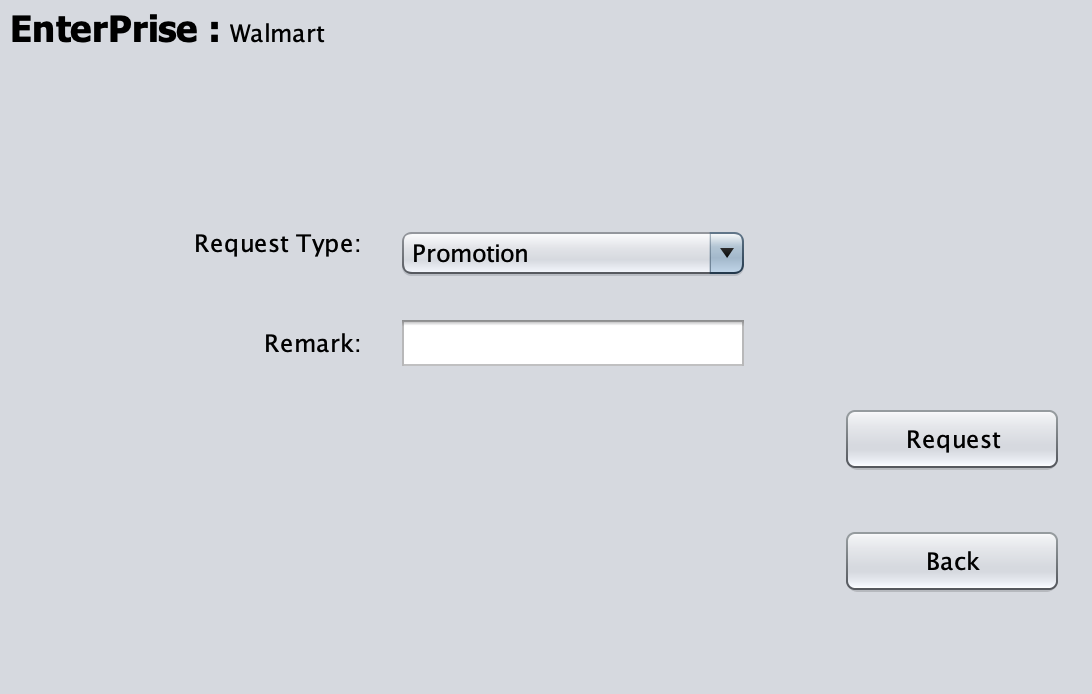 EnterPrise : Walmart
Request Type: Promotion
Remark:
Request
Back